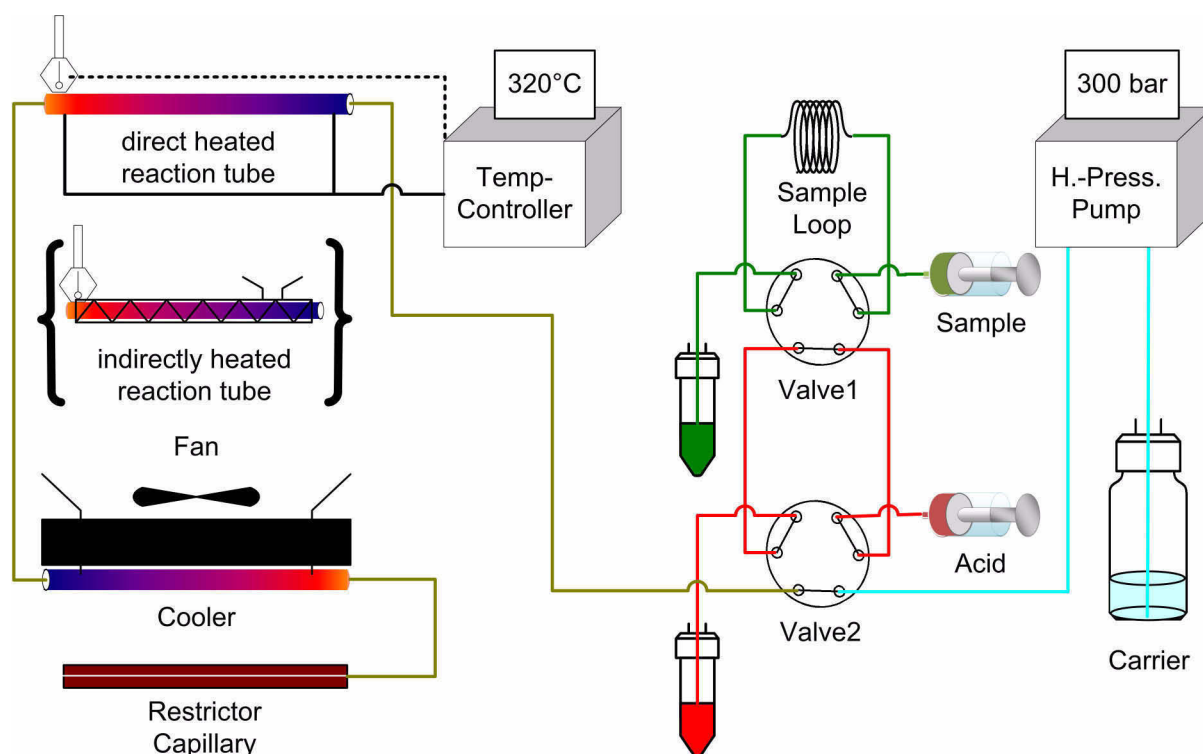 320°C
300 bar
direct heated
reaction tube
Temp-
Controller
Sample
Loop
H.-Press.
Pump
Sample
indirectly heated
reaction tube
Valve1
Fan
Acid
Cooler
Valve2
Carrier
Restrictor
Capillary